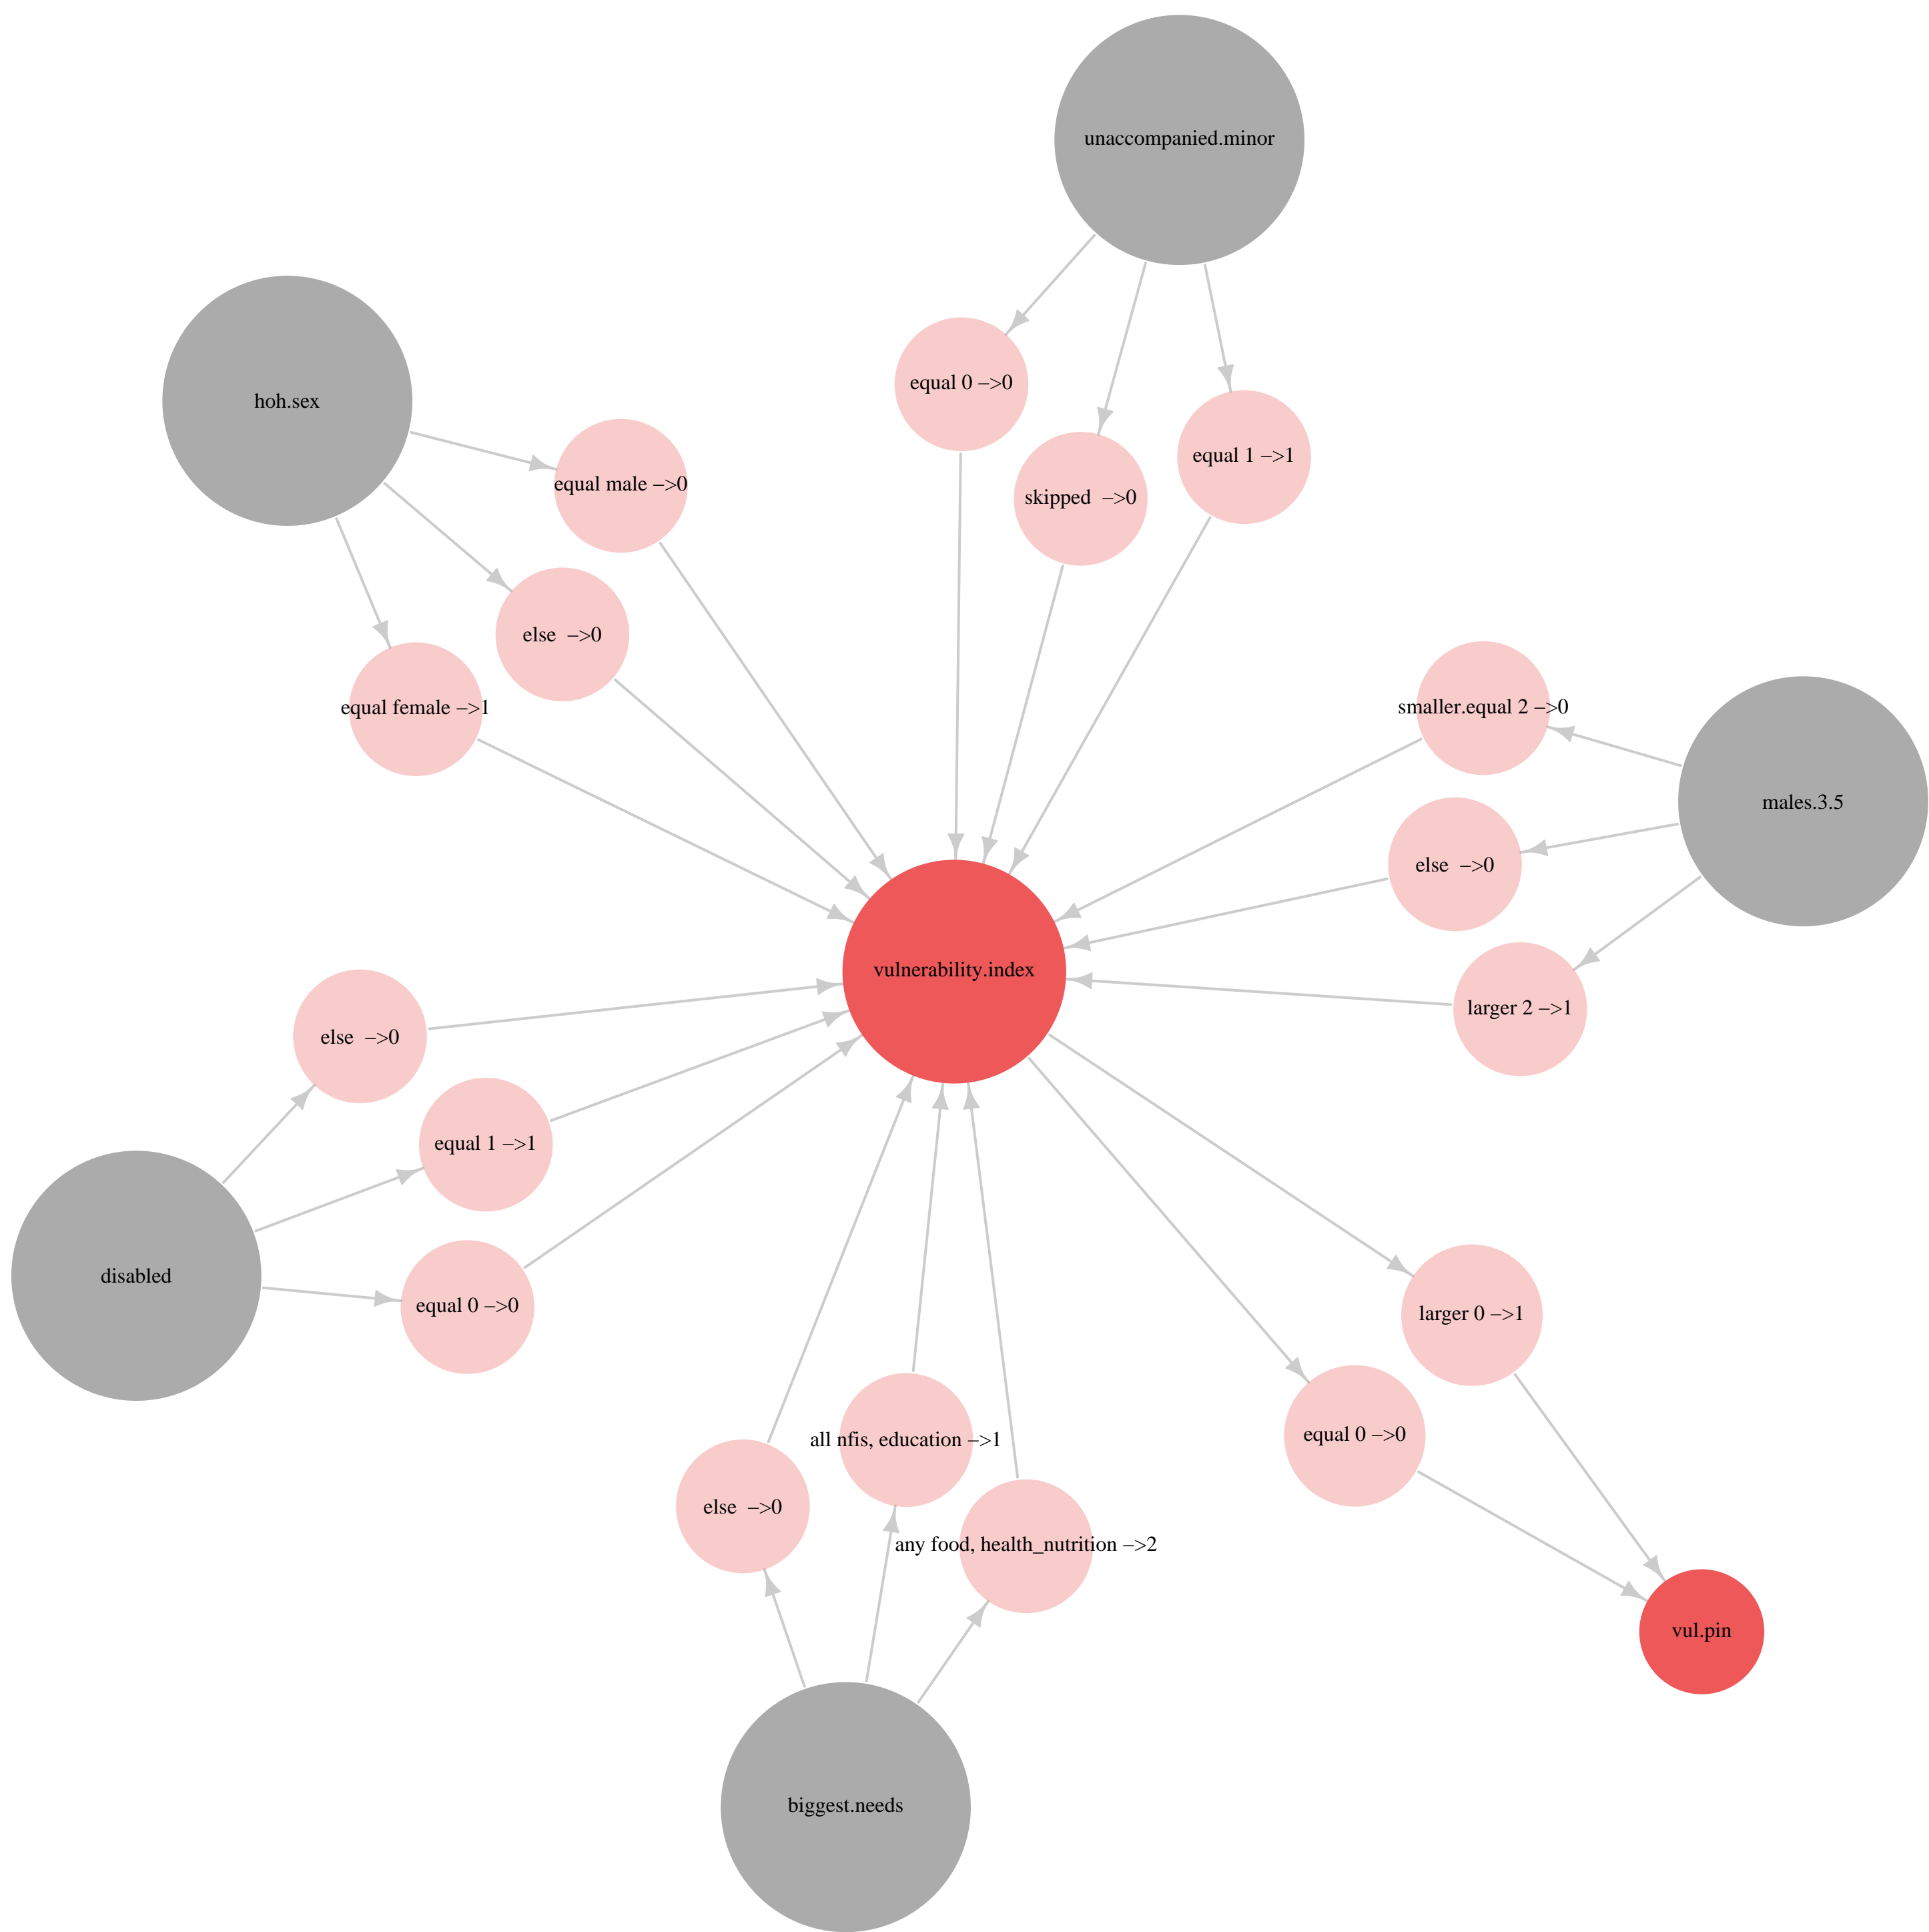 unaccompanied.minor
equal 0 −>0
hoh.sex
equal 1 −>1
equal male −>0
skipped  −>0
else  −>0
equal female −>1
smaller.equal 2 −>0
males.3.5
else  −>0
vulnerability.index
larger 2 −>1
else  −>0
equal 1 −>1
disabled
equal 0 −>0
larger 0 −>1
equal 0 −>0
all nfis, education −>1
else  −>0
any food, health_nutrition −>2
vul.pin
biggest.needs